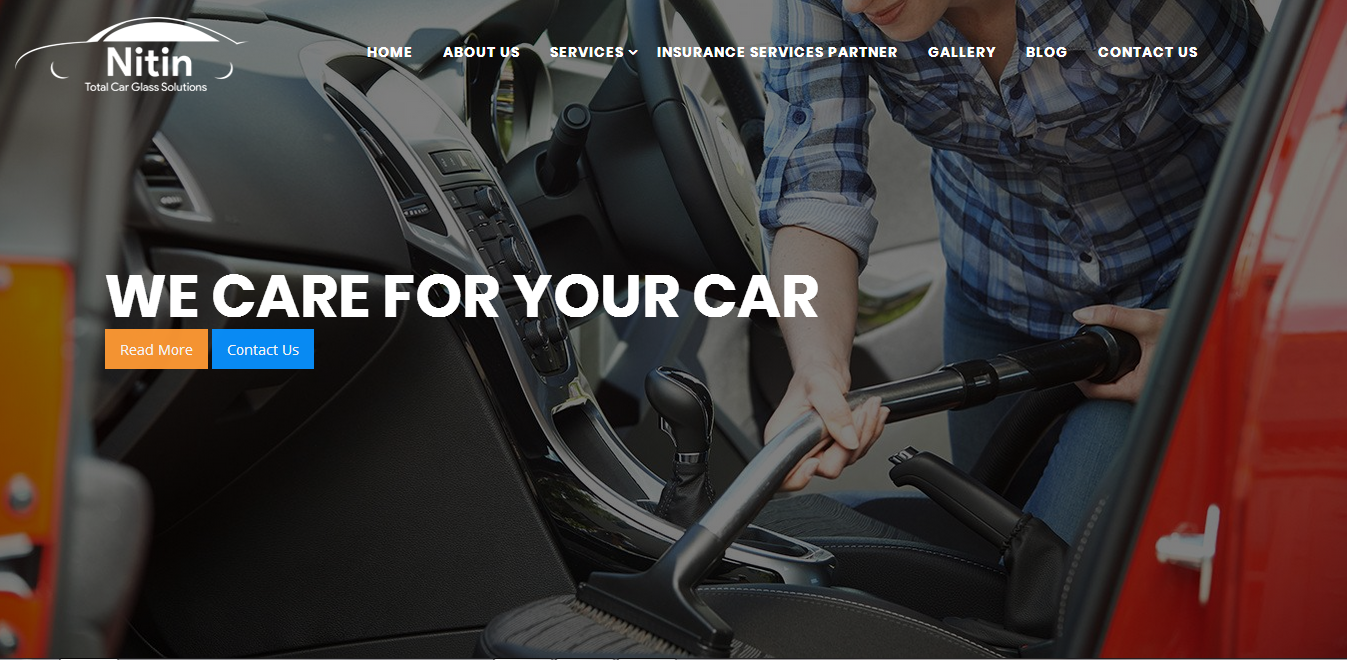 Nitin
Total Car Glass Solutions
HOME ABOUT US SERVICES INSURANCE SERVICES PARTNER GALLERY BLOG CONTACT US
WE CARE FOR YOUR CAR
Read More Contact Us